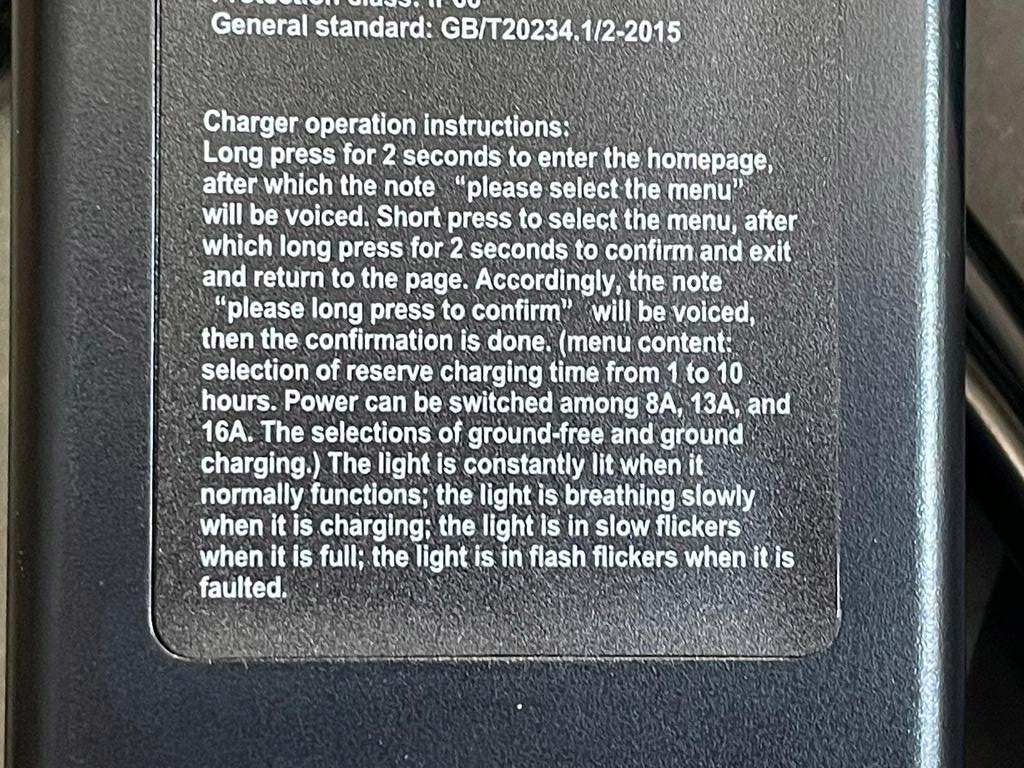 Protection class: IP66
General standard: GB/T20234.1/2-2015
Charger operation instructions:
Long press for 2 seconds to enter the homepage,
after which the note “please select the menu”
will be voiced. Short press to select the menu, after
which long press for 2 seconds to confirm and exit
and return to the page. Accordingly, the note
“please long press to confirm” will be voiced,
then the confirmation is done. (menu content:
selection of reserve charging time from 1 to 10
hours. Power can be switched among 8A, 13A, and
16A. The selections of ground-free and ground
charging.) The light is constantly lit when it
normally functions; the light is breathing slowly
when it is charging; the light is in slow flickers
when it is full; the light is in flash flickers when it is
faulted.